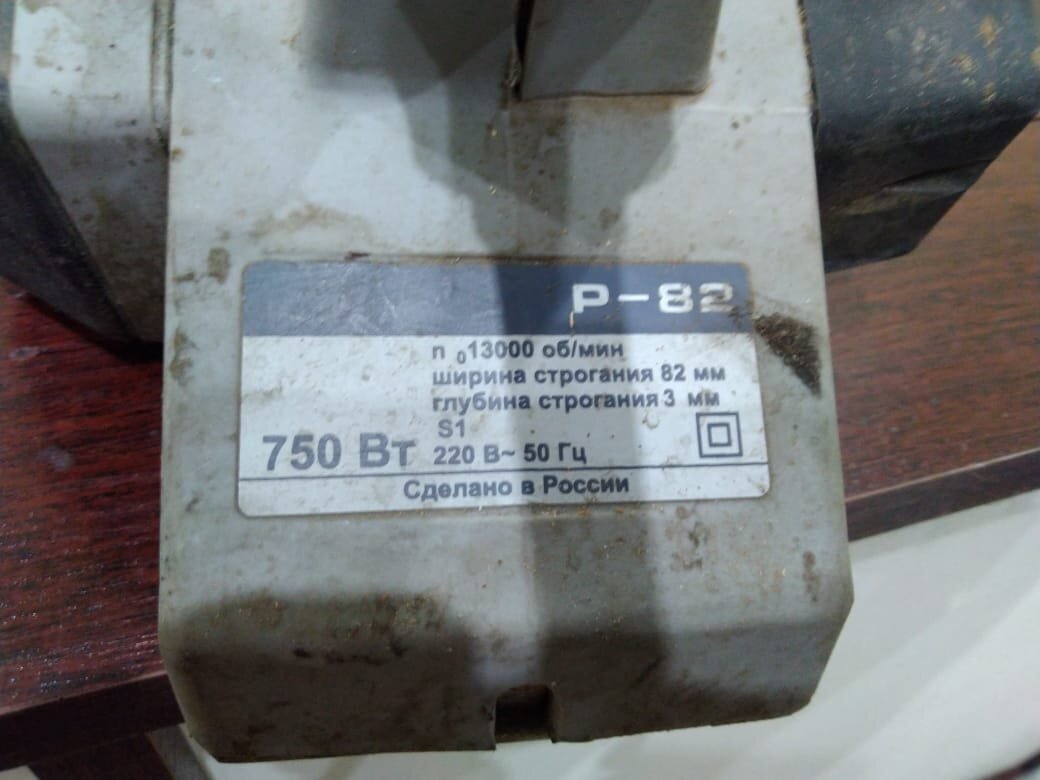 P-82
n 013000 об/мин
ширина строгания 82 мм
глубина строгания 3 мм
S1
750 Вт 220 В~ 50 Гц
Сделано в России